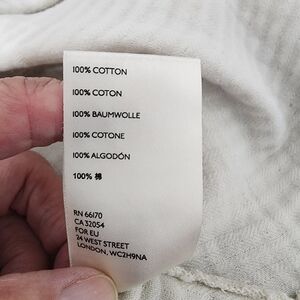 100% COTTON
100% COTON
100% BAUMWOLLE
100% COTONE
100% ALGODÓN
100% 棉
RN 66170
CA 32054
FOR EU
24 WEST STREET
LONDON, WC2H9NA